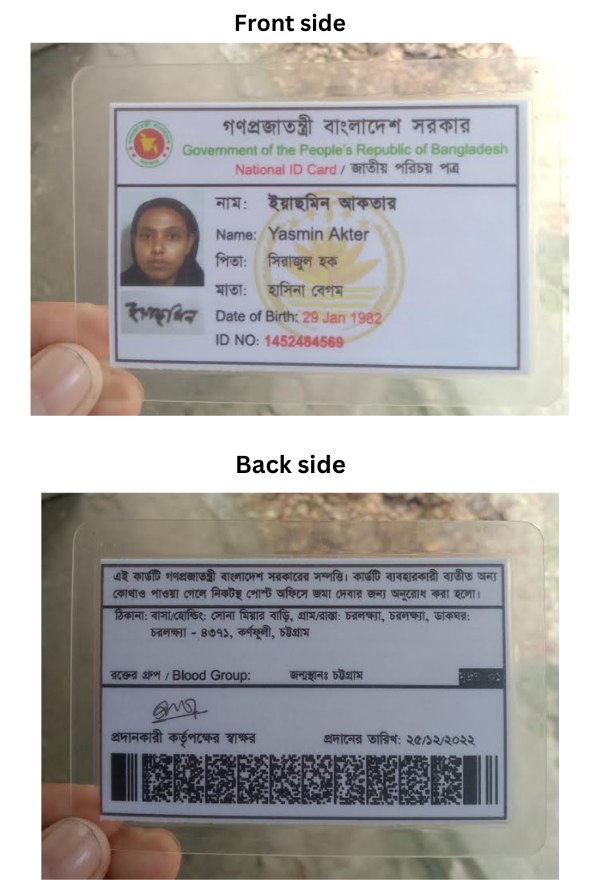 Front side
গণপ্রজাতন্ত্রী বাংলাদেশ সরকার
Government of the People's Republic of Bangladesh
National ID Card / জাতীয় পরিচয় পত্র
নাম: ইয়াছমিন আকতার
Name: Yasmin Akter
পিতা: সিরাজুল হক
মাতা: হাসিনা বেগম
ইয়াছমিন
Date of Birth: 29 Jan 1982
ID NO: 1452484569
Back side
এই কার্ডটি গণপ্রজাতন্ত্রী বাংলাদেশ সরকারের সম্পত্তি। কার্ডটি ব্যবহারকারী ব্যতীত অন্য
কোথাও পাওয়া গেলে নিকটস্থ পোস্ট অফিসে জমা দেবার জন্য অনুরোধ করা হলো।
ঠিকানা: বাসা/হোল্ডিং: সোনা মিয়ার বাড়ি, গ্রাম/রাস্তা: চরলক্ষ্যা, চরলক্ষ্যা, ডাকঘর:
চরলক্ষ্যা - ৪৩৭১, কর্ণফুলী, চট্টগ্রাম
রক্তের গ্রুপ / Blood Group: জন্মস্থানঃ চট্টগ্রাম
প্রদানকারী কর্তৃপক্ষের স্বাক্ষর প্রদানের তারিখ: ২৫/১২/২০২২